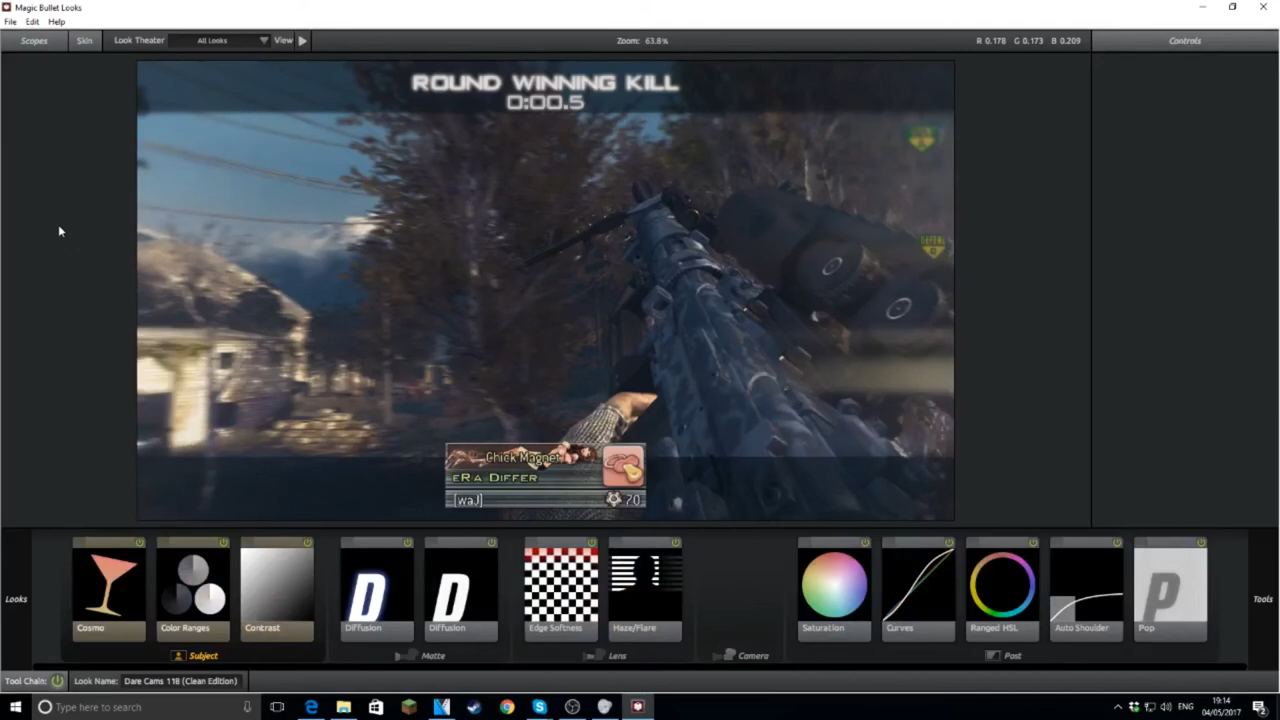 Magic Bullet Looks
File Edit Help
Scopes Skin Look Theater All Looks View Zoom: 63.8% R 0.178 G 0.173 B 0.209 Controls
ROUND WINNING KILL
0:00.5
Chick Magnet
eRa Differ
[waJ] 70
Looks Tools
Cosmo Color Ranges Contrast Diffusion Diffusion Edge Softness Haze/Flare Saturation Curves Ranged HSL Auto Shoulder Pop
Subject Matte Lens Camera Post
Tool Chain: Look Name: Dare Cams 118 (Clean Edition)
Type here to search ENG 19:14
04/05/2017